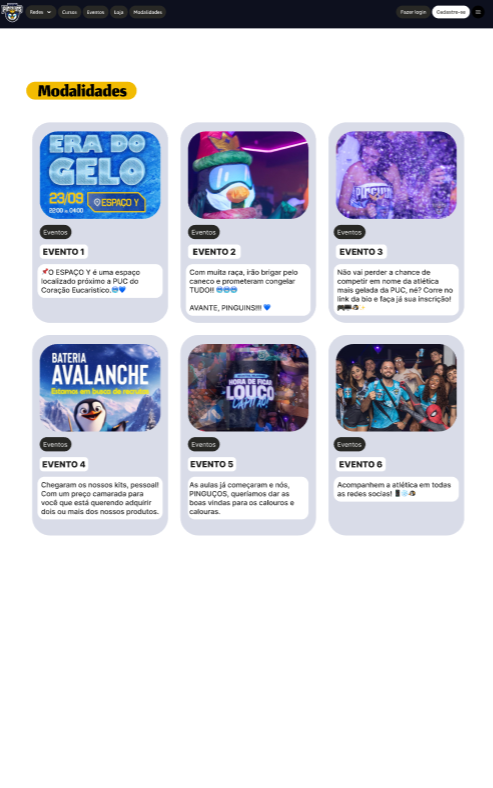 Redes
Cursos
Eventos
Loja
Modalidades
Fazer login
Cadastre-se
Modalidades
ERA DO
GELO
23/09
22:00 às 04:00
ESPAÇO Y
Eventos
EVENTO 1
📌O ESPAÇO Y é uma espaço
localizado próximo a PUC do
Coração Eucarístico.🥶💙
Eventos
EVENTO 2
Com muita raça, irão brigar pelo
caneco e prometeram congelar
TUDO!! 🥶🥶🥶
AVANTE, PINGUINS!!! 💙
Eventos
EVENTO 3
Não vai perder a chance de
competir em nome da atlética
mais gelada da PUC, né? Corre no
link da bio e faça já sua inscrição!
BATERIA
AVALANCHE
Estamos em busca de ritmistas
Eventos
EVENTO 4
Chegaram os nossos kits, pessoal!
Com um preço camarada para
você que está querendo adquirir
dois ou mais dos nossos produtos.
HORA DE FICAR
LOUCO
CAPITÃO
Eventos
EVENTO 5
As aulas já começaram e nós,
PINGUÇOS, queríamos dar as
boas vindas para os calouros e
calouras.
Eventos
EVENTO 6
Acompanhem a atlética em todas
as redes socias! 📱❄️🐧